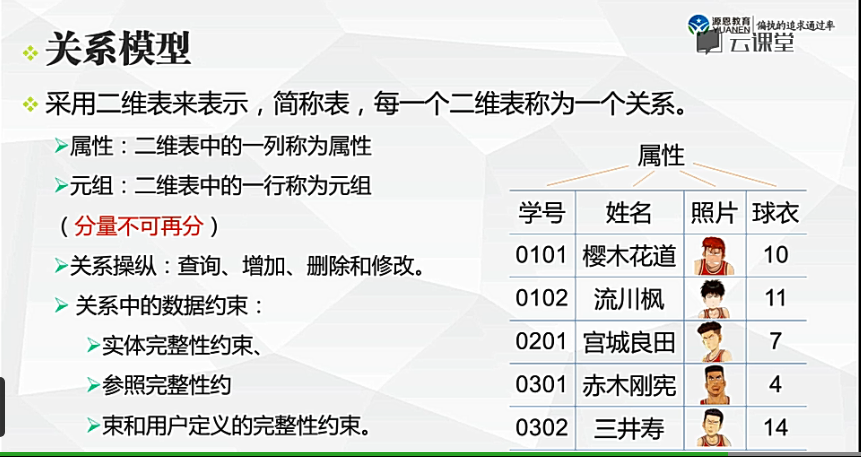 关系模型
源恩教育
YUANEN
偏执的追求通过率
云课堂
采用二维表来表示，简称表，每一个二维表称为一个关系。
属性：二维表中的一列称为属性
元组：二维表中的一行称为元组
（分量不可再分）
关系操纵：查询、增加、删除和修改。
关系中的数据约束：
实体完整性约束、
参照完整性约
束和用户定义的完整性约束。
属性
学号 姓名 照片 球衣
0101 樱木花道 10
0102 流川枫 11
0201 宫城良田 7
0301 赤木刚宪 4
0302 三井寿 14